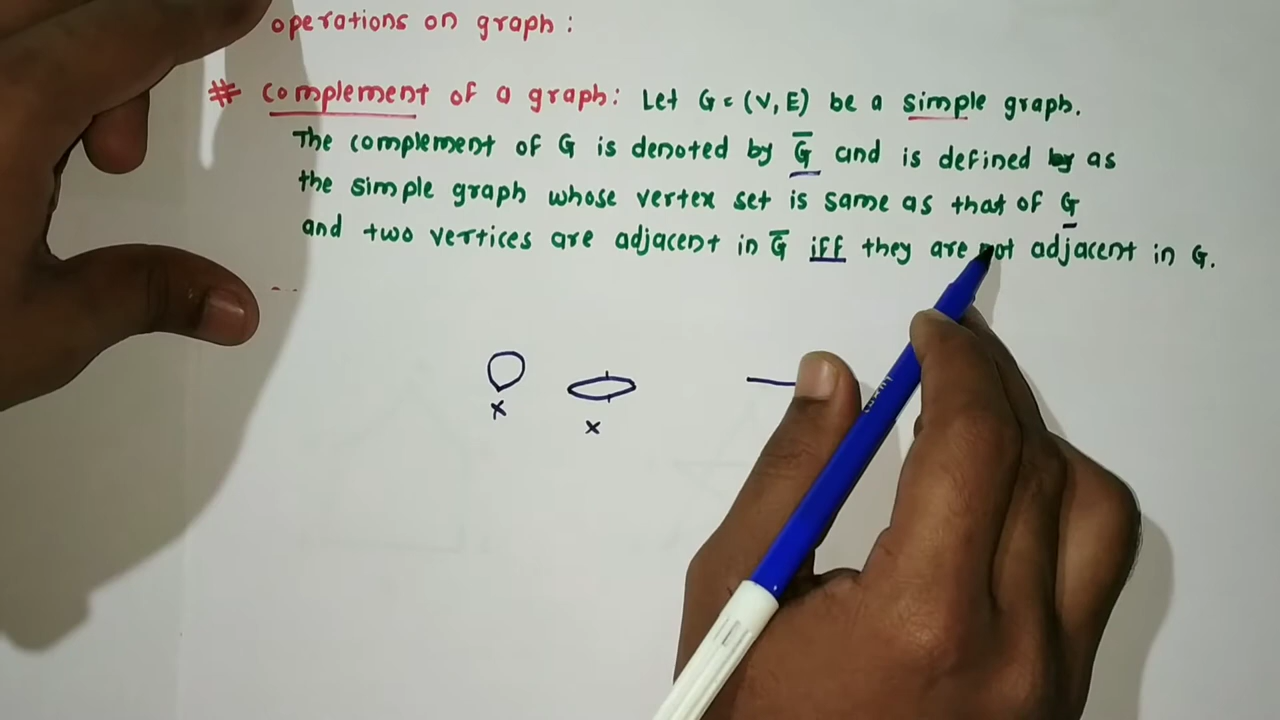 operations on graph :
# complement of a graph: Let G = (V, E) be a simple graph.
The complement of G is denoted by G̅ and is defined by as
the simple graph whose vertex set is same as that of G
and two vertices are adjacent in G̅ iff they are not adjacent in G.
x
x